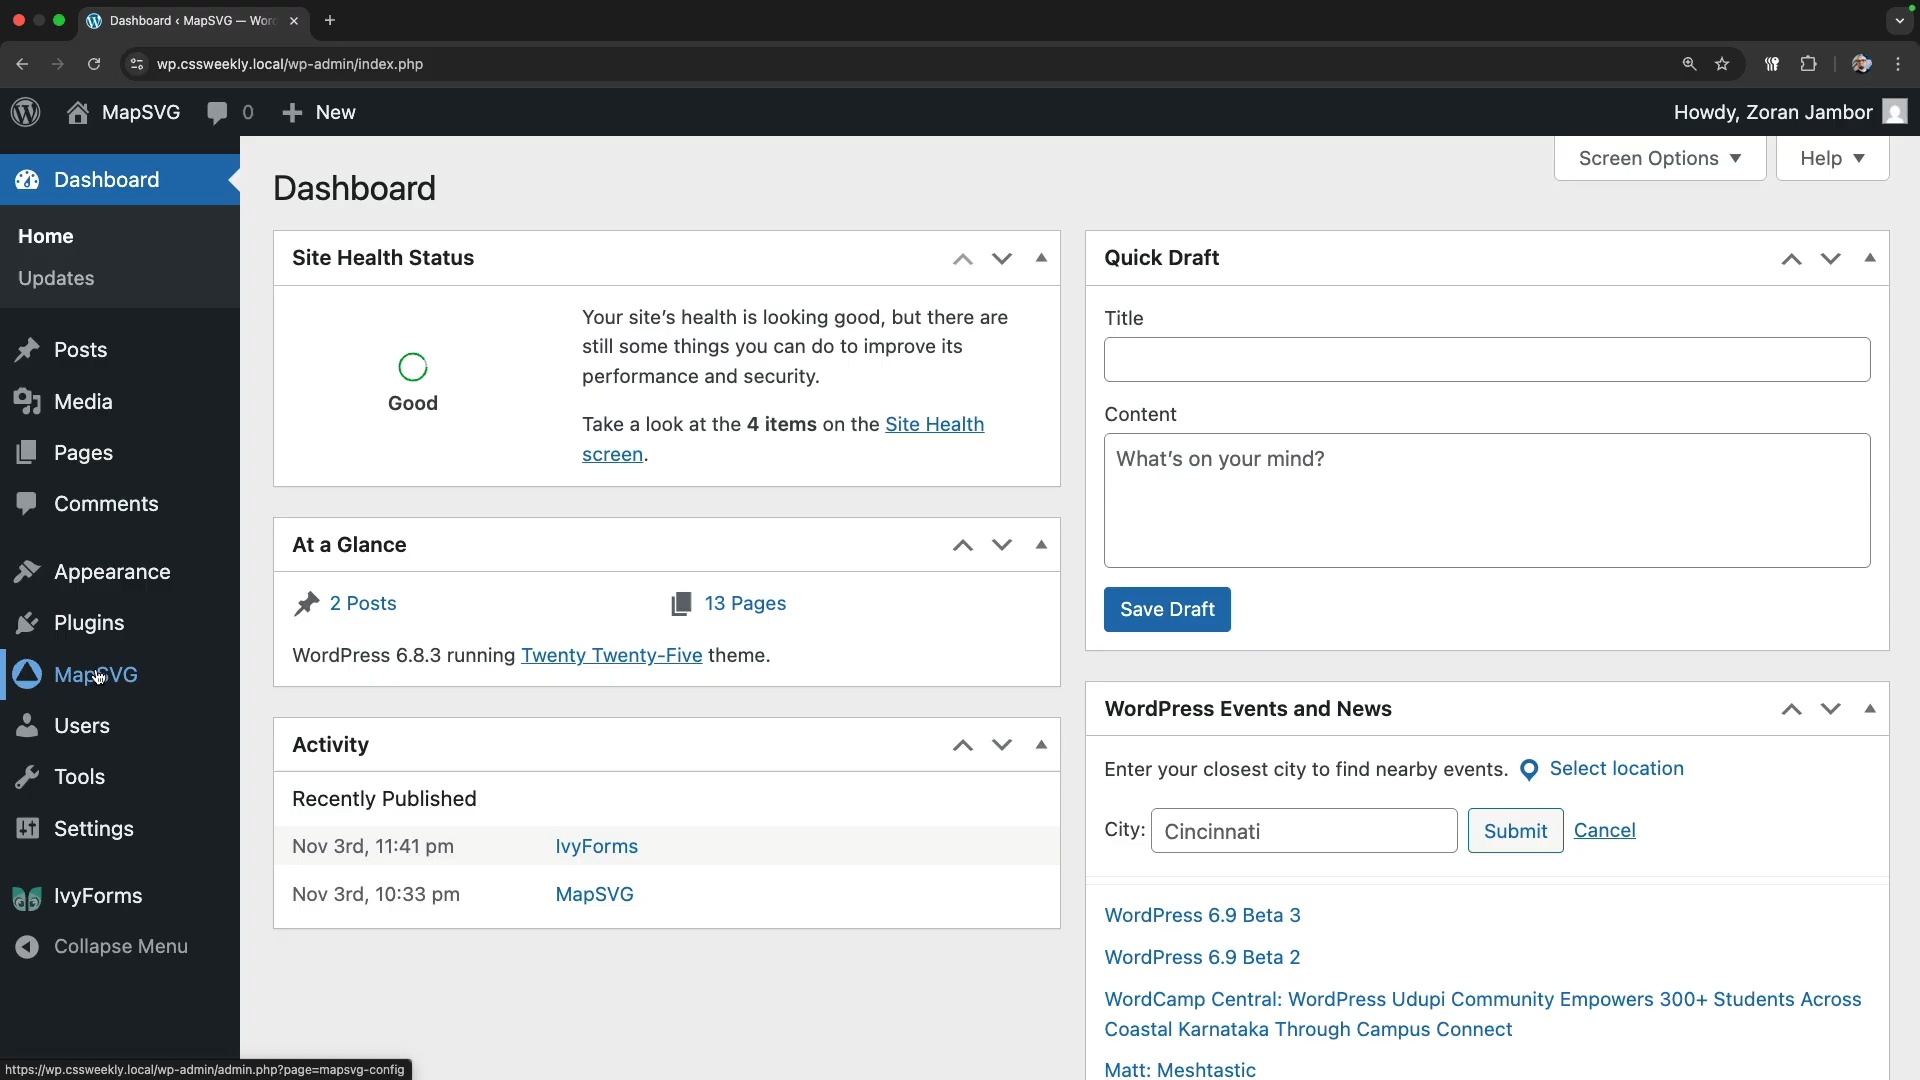 Dashboard ‹ MapSVG — Wor
wp.cssweekly.local/wp-admin/index.php
MapSVG
0
New
Howdy, Zoran Jambor
Screen Options
Help
Dashboard
Home
Updates
Posts
Media
Pages
Comments
Appearance
Plugins
MapSVG
Users
Tools
Settings
IvyForms
Collapse Menu
Dashboard
Site Health Status
Good
Your site's health is looking good, but there are
still some things you can do to improve its
performance and security.
Take a look at the 4 items on the Site Health
screen.
At a Glance
2 Posts
13 Pages
WordPress 6.8.3 running Twenty Twenty-Five theme.
Activity
Recently Published
Nov 3rd, 11:41 pm
IvyForms
Nov 3rd, 10:33 pm
MapSVG
Quick Draft
Title
Content
What's on your mind?
Save Draft
WordPress Events and News
Enter your closest city to find nearby events.
Select location
City:
Cincinnati
Submit
Cancel
WordPress 6.9 Beta 3
WordPress 6.9 Beta 2
WordCamp Central: WordPress Udupi Community Empowers 300+ Students Across
Coastal Karnataka Through Campus Connect
Matt: Meshtastic
https://wp.cssweekly.local/wp-admin/admin.php?page=mapsvg-config